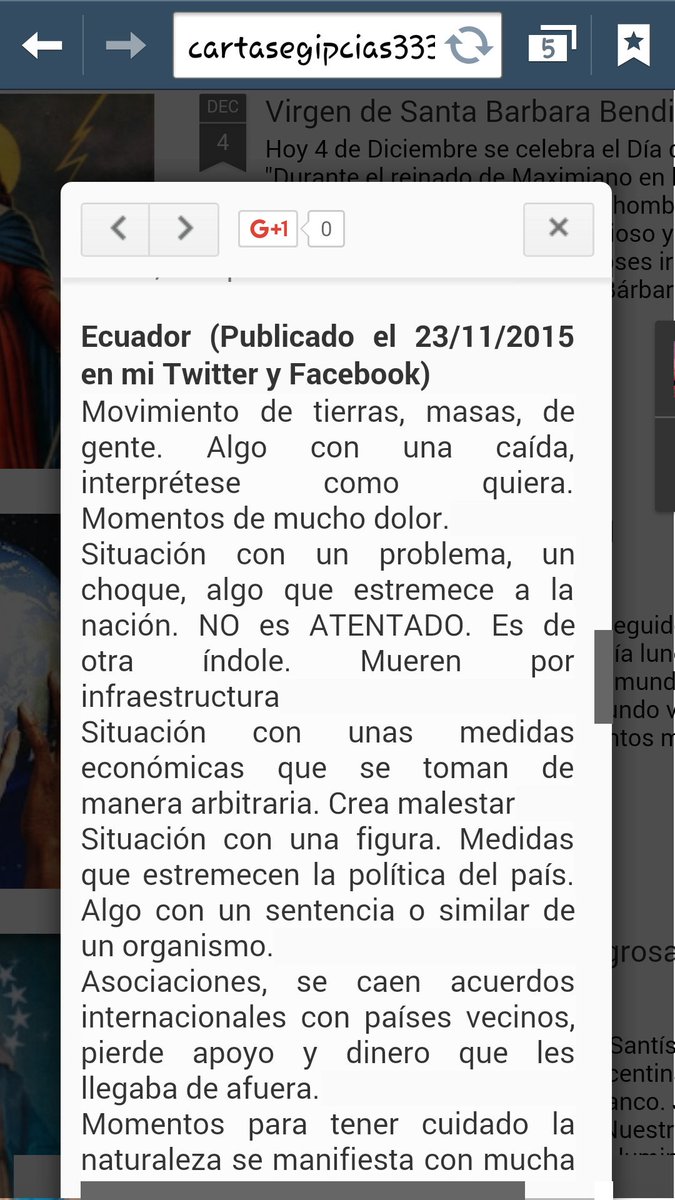 cartasegipcias333
5
DEC
4
Virgen de Santa Barbara Bendi
Hoy 4 de Diciembre se celebra el Día
"Durante el reinado de Maximiano en
G+1 0
Ecuador (Publicado el 23/11/2015
en mi Twitter y Facebook)
Movimiento de tierras, masas, de
gente. Algo con una caída,
interprétese como quiera.
Momentos de mucho dolor.
Situación con un problema, un
choque, algo que estremece a la
nación. NO es ATENTADO. Es de
otra índole. Mueren por
infraestructura
Situación con unas medidas
económicas que se toman de
manera arbitraria. Crea malestar
Situación con una figura. Medidas
que estremecen la política del país.
Algo con un sentencia o similar de
un organismo.
Asociaciones, se caen acuerdos
internacionales con países vecinos,
pierde apoyo y dinero que les
llegaba de afuera.
Momentos para tener cuidado la
naturaleza se manifiesta con mucha